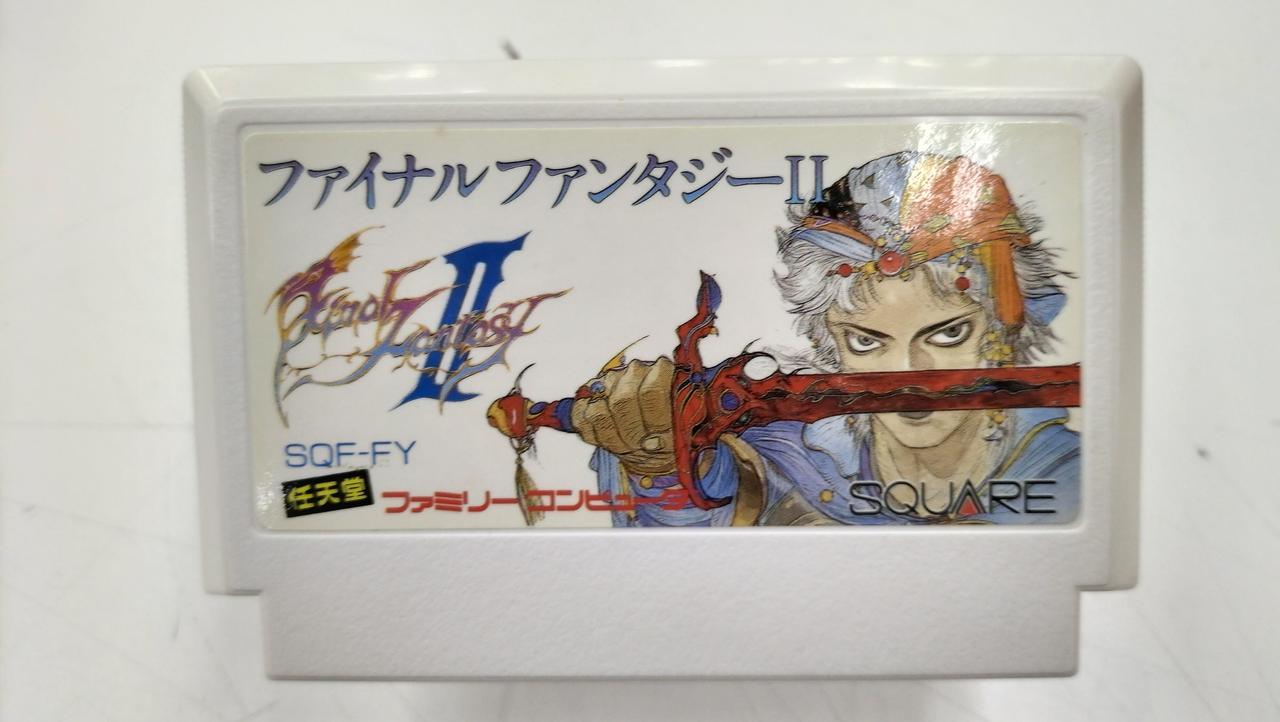 ファイナルファンタジーII
Final Fantasy II
SQF-FY
任天堂 ファミリーコンピュータ
SQUARE